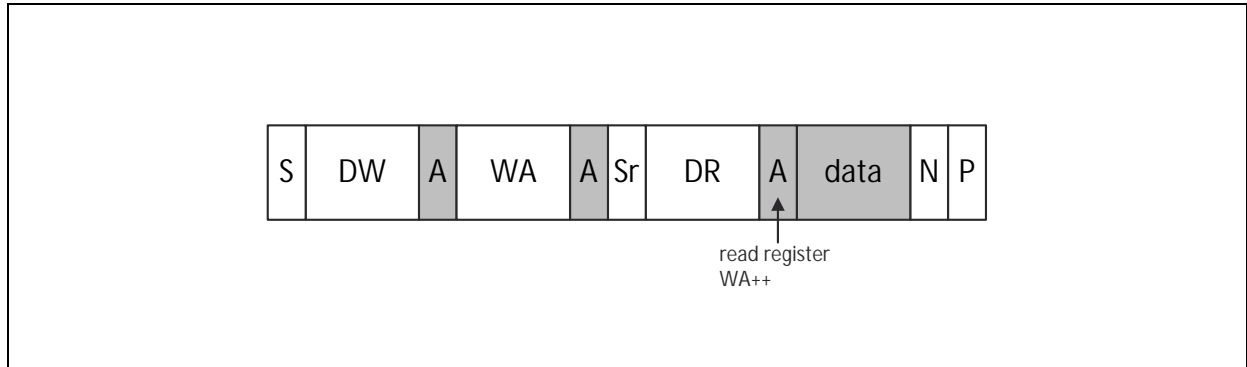 S DW A WA A Sr DR A data N P
read register
WA++